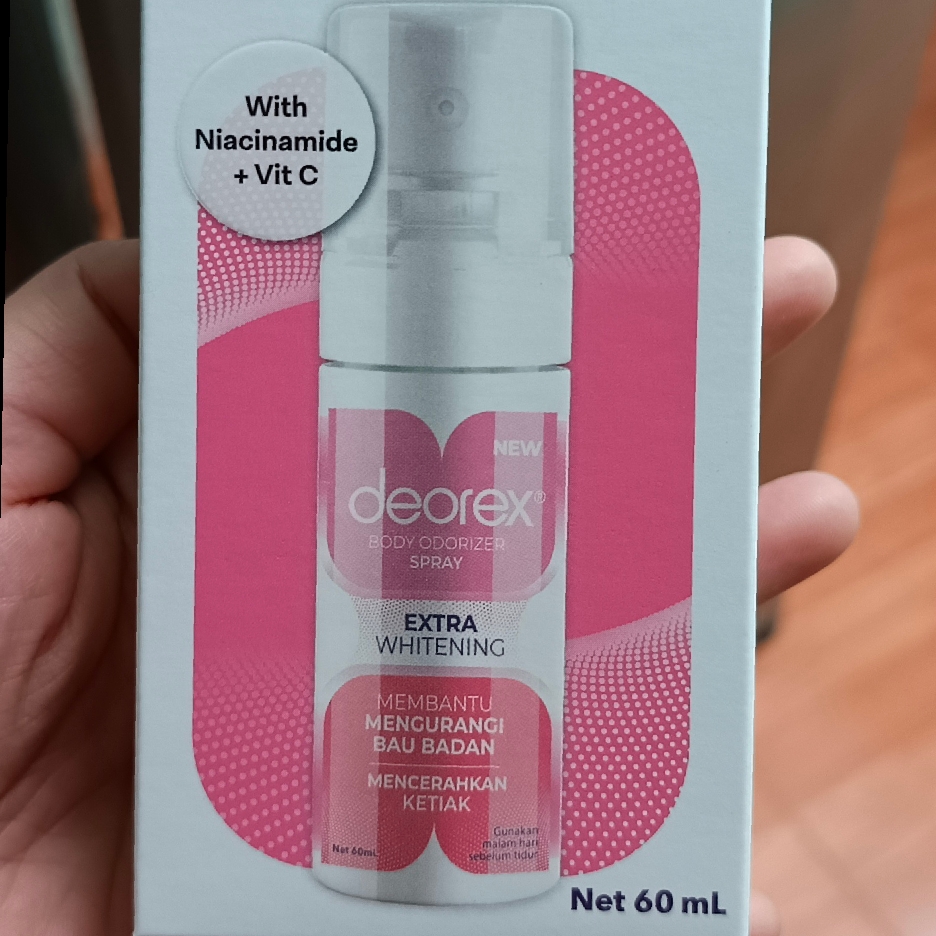 With
Niacinamide
+ Vit C
NEW
deorex®
BODY ODORIZER
SPRAY
EXTRA
WHITENING
MEMBANTU
MENGURANGI
BAU BADAN
MENCERAHKAN
KETIAK
Gunakan
malam hari
sebelum tidur
Net 60mL
Net 60 mL